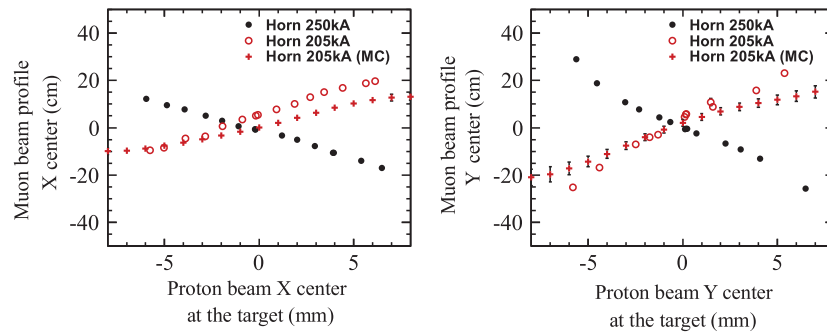 Muon beam profile
X center (cm)
40
20
0
-20
-40
Horn 250kA
Horn 205kA
Horn 205kA (MC)
-5
0
5
Proton beam X center
at the target (mm)
Muon beam profile
Y center (cm)
40
20
0
-20
-40
Horn 250kA
Horn 205kA
Horn 205kA (MC)
-5
0
5
Proton beam Y center
at the target (mm)